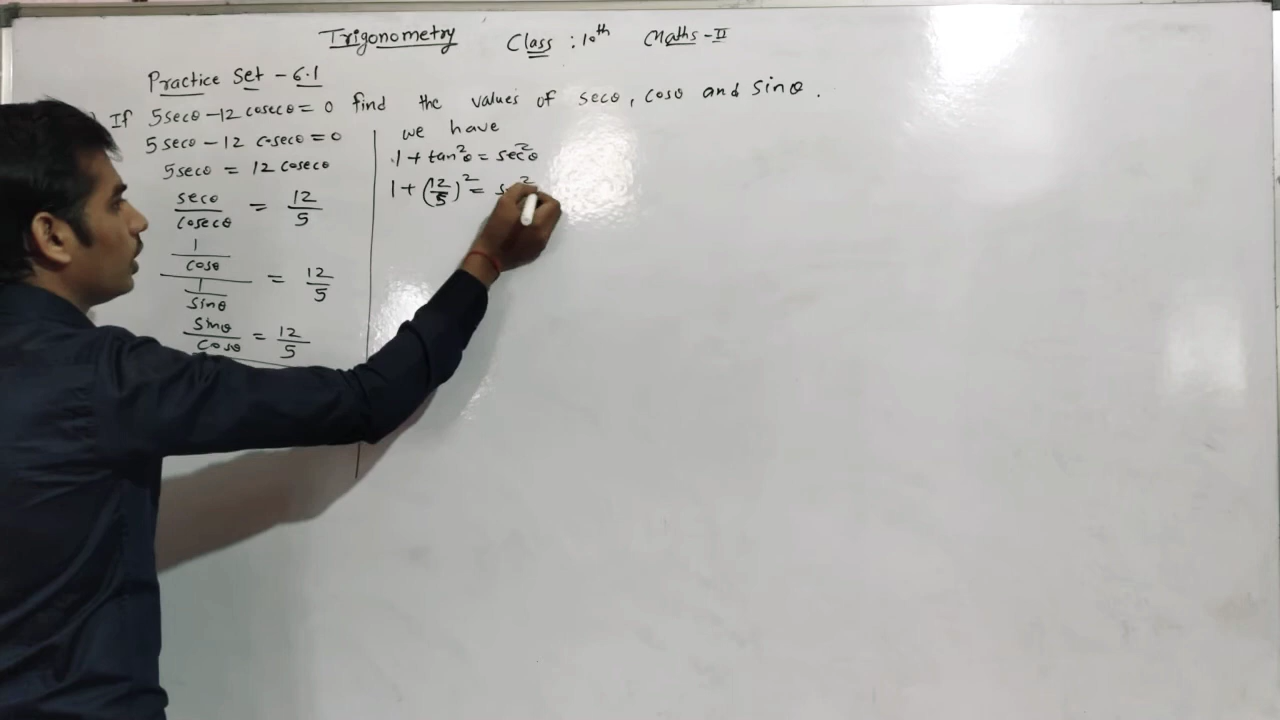 Trigonometry Class : 10th Maths - II
Practice Set - 6.1
) If 5secθ - 12 cosecθ = 0 find the values of secθ, cosθ and sinθ.
5secθ - 12 cosecθ = 0
5secθ = 12 cosecθ
secθ / cosecθ = 12 / 5
1 / cosθ / 1 / sinθ = 12 / 5
sinθ / cosθ = 12 / 5
we have
1 + tan²θ = sec²θ
1 + (12/5)² = s 2